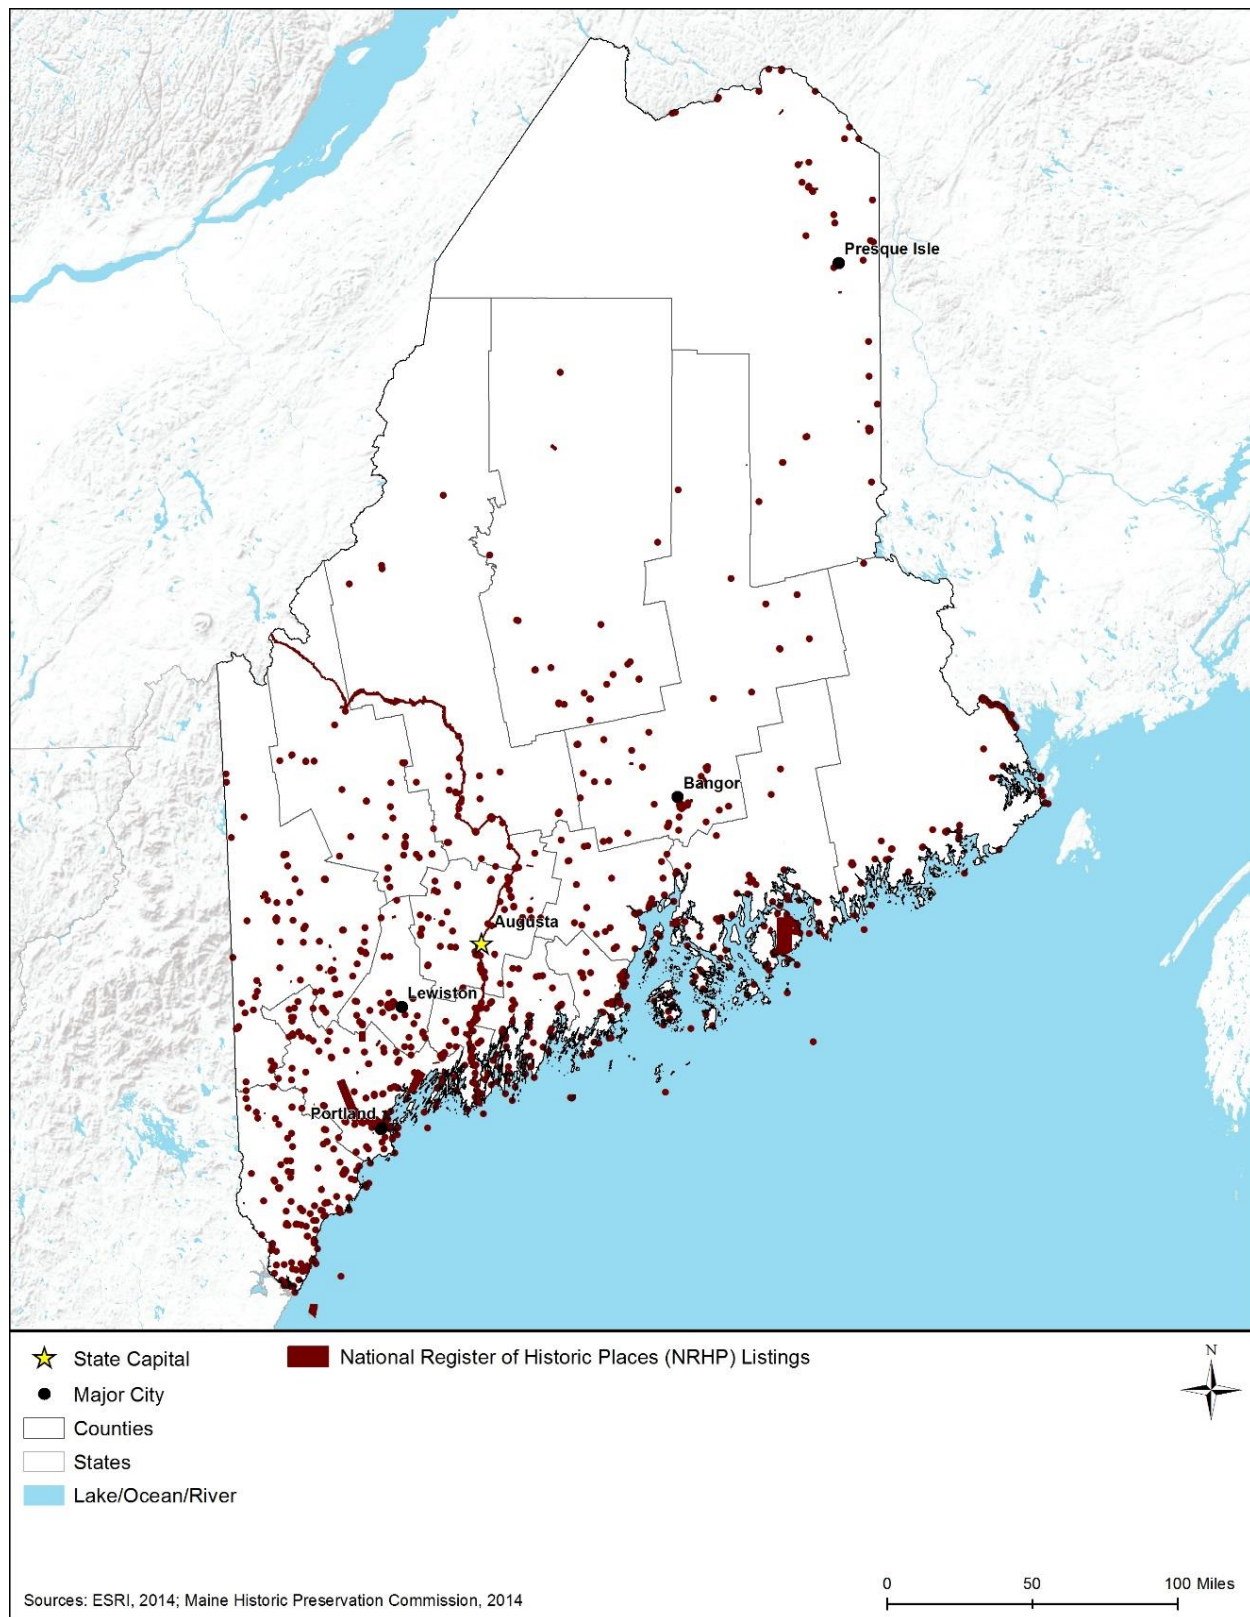 Presque Isle
Bangor
Augusta
Lewiston
Portland
State Capital
National Register of Historic Places (NRHP) Listings
N
Major City
Counties
States
Lake/Ocean/River
0 50 100 Miles
Sources: ESRI, 2014; Maine Historic Preservation Commission, 2014